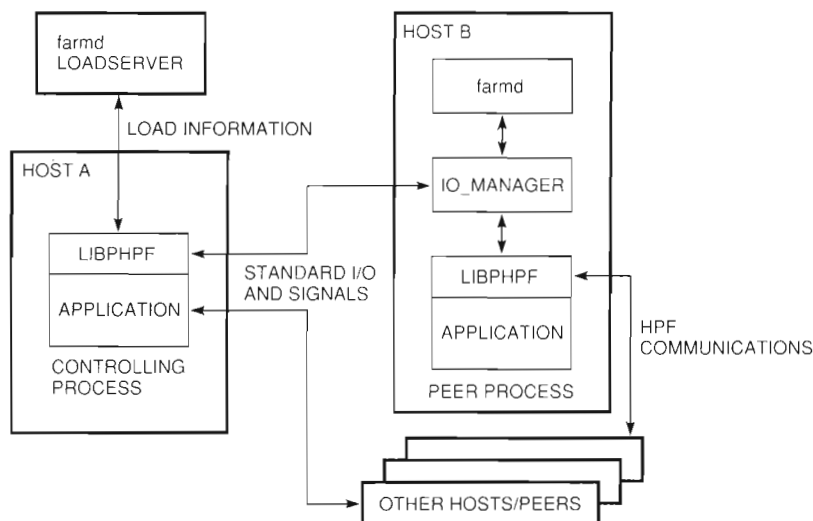 farmd
LOADSERVER
LOAD INFORMATION
HOST A
LIBPHPF
APPLICATION
CONTROLLING
PROCESS
STANDARD I/O
AND SIGNALS
HOST B
farmd
IO_MANAGER
LIBPHPF
APPLICATION
PEER PROCESS
HPF
COMMUNICATIONS
OTHER HOSTS/PEERS